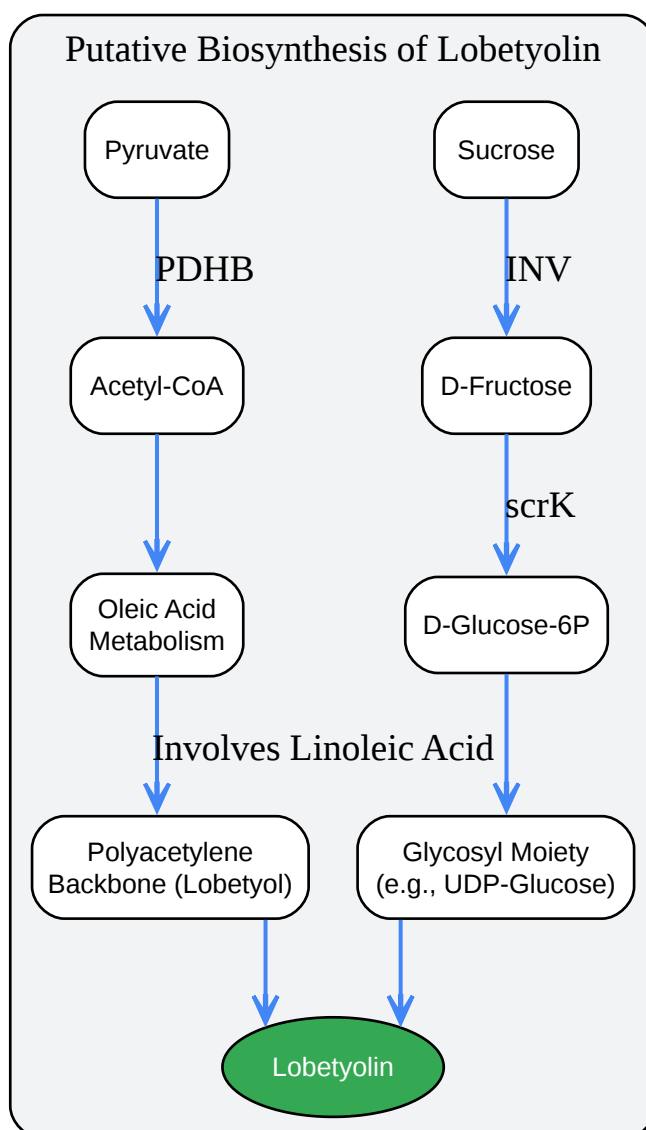 Putative Biosynthesis of Lobetyolin
Pyruvate
Sucrose
PDHB
INV
Acetyl-CoA
D-Fructose
scrK
Oleic Acid
Metabolism
D-Glucose-6P
Involves Linoleic Acid
Polyacetylene
Backbone (Lobetyol)
Glycosyl Moiety
(e.g., UDP-Glucose)
Lobetyolin